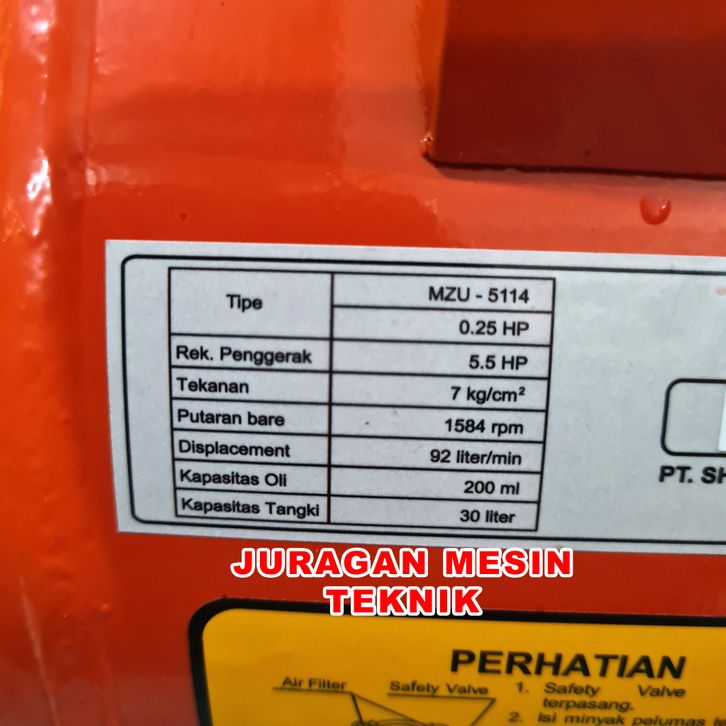 Tipe MZU - 5114
0.25 HP
Rek. Penggerak 5.5 HP
Tekanan 7 kg/cm²
Putaran bare 1584 rpm
Displacement 92 liter/min
Kapasitas Oli 200 ml
Kapasitas Tangki 30 liter
PT. SH
JURAGAN MESIN
TEKNIK
PERHATIAN
Air Filter Safety Valve
1. Safety Valve
terpasang.
2. Isi minyak pelumas